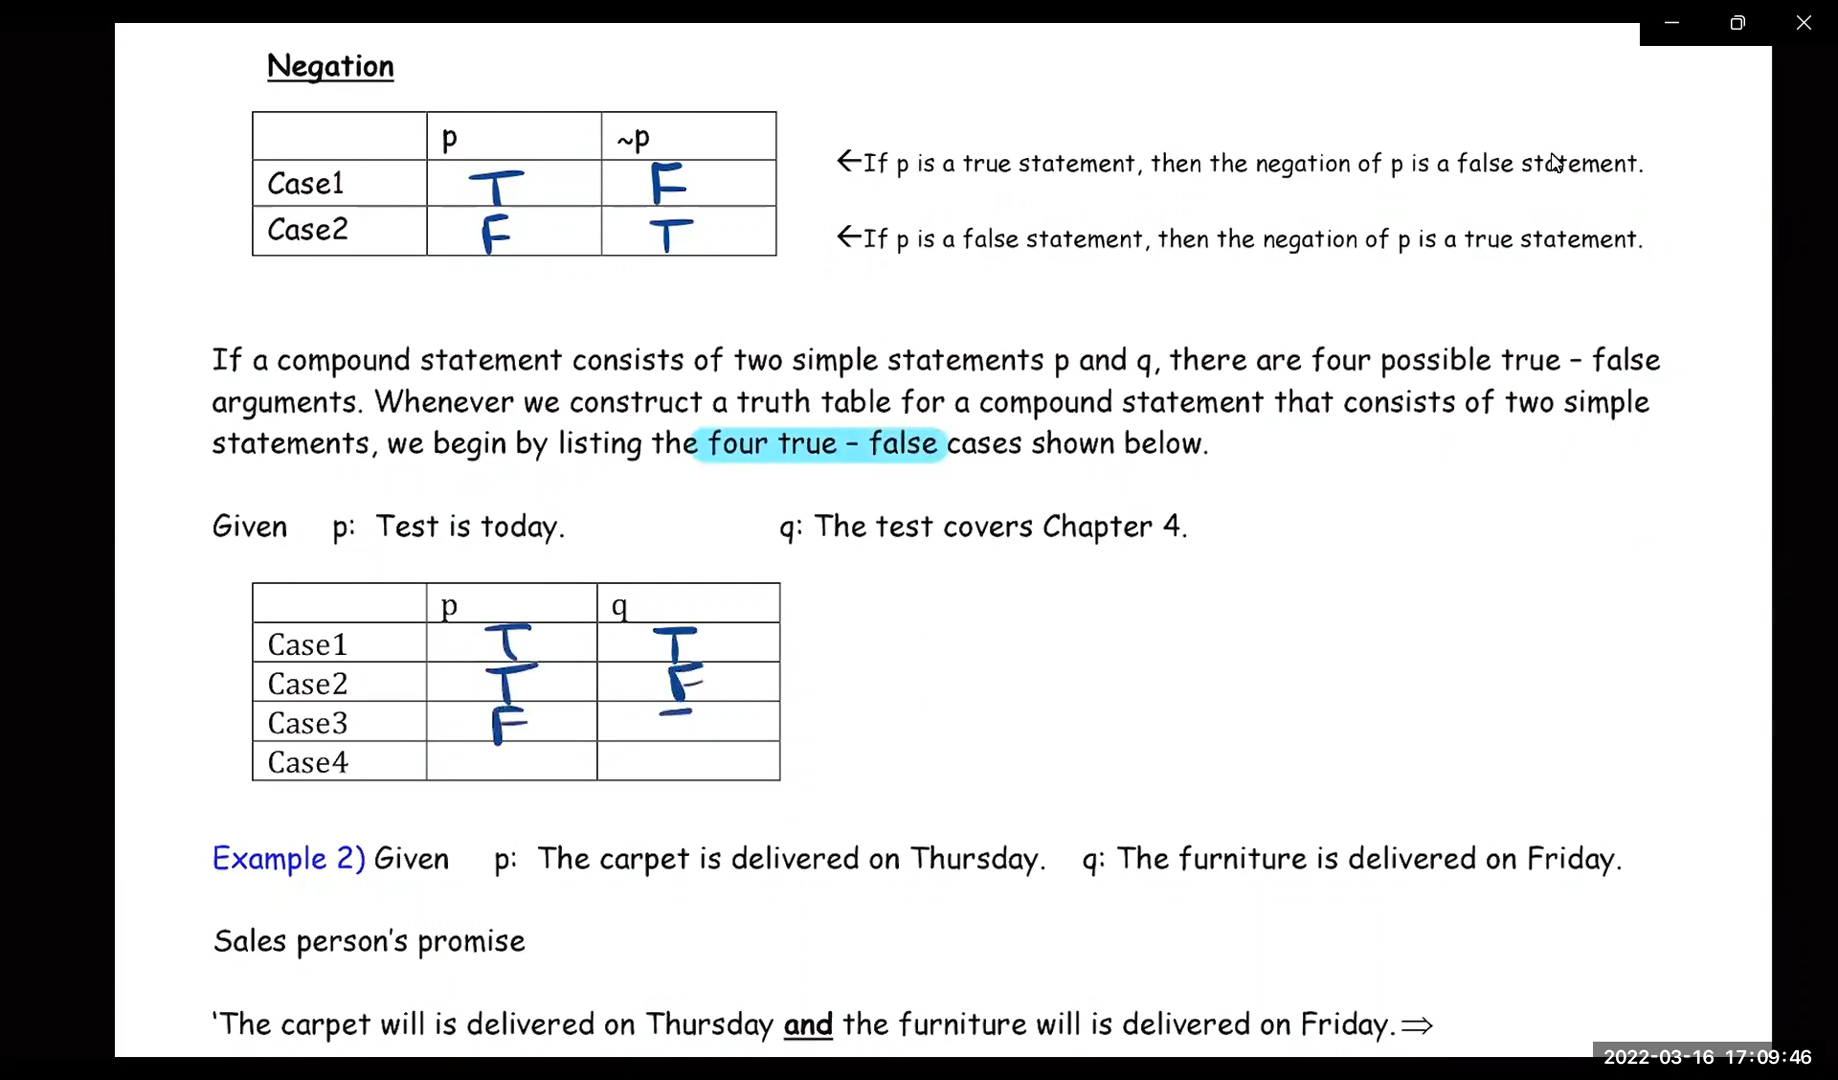 Negation
p ~p
Case1 T F
←If p is a true statement, then the negation of p is a false statement.
Case2 F T
←If p is a false statement, then the negation of p is a true statement.
If a compound statement consists of two simple statements p and q, there are four possible true – false
arguments. Whenever we construct a truth table for a compound statement that consists of two simple
statements, we begin by listing the four true – false cases shown below.
Given p: Test is today. q: The test covers Chapter 4.
p q
Case1 T T
Case2 T F
Case3 F
Case4
Example 2) Given p: The carpet is delivered on Thursday. q: The furniture is delivered on Friday.
Sales person's promise
'The carpet will is delivered on Thursday and the furniture will is delivered on Friday.⇒
2022-03-16 17:09:46